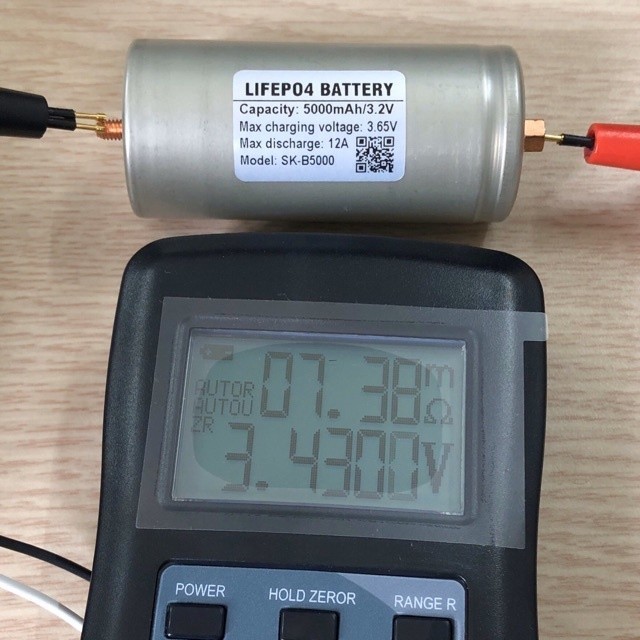 LIFEPO4 BATTERY
Capacity: 5000mAh/3.2V
Max charging voltage: 3.65V
Max discharge: 12A
Model: SK-B5000
AUTOR 07.38 mΩ
AUTOU
ZR
3.4300V
POWER
HOLD ZEROR
RANGE R